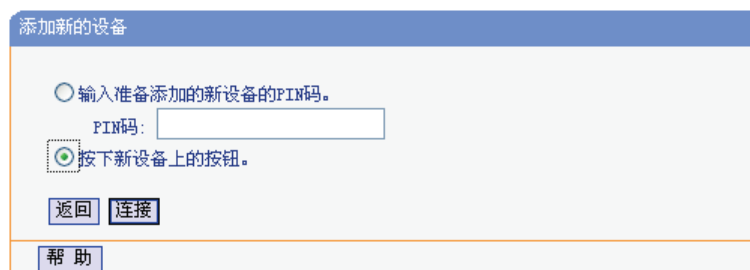 添加新的设备
输入准备添加的新设备的PIN码。
PIN码:
按下新设备上的按钮。
返回 连接
帮 助